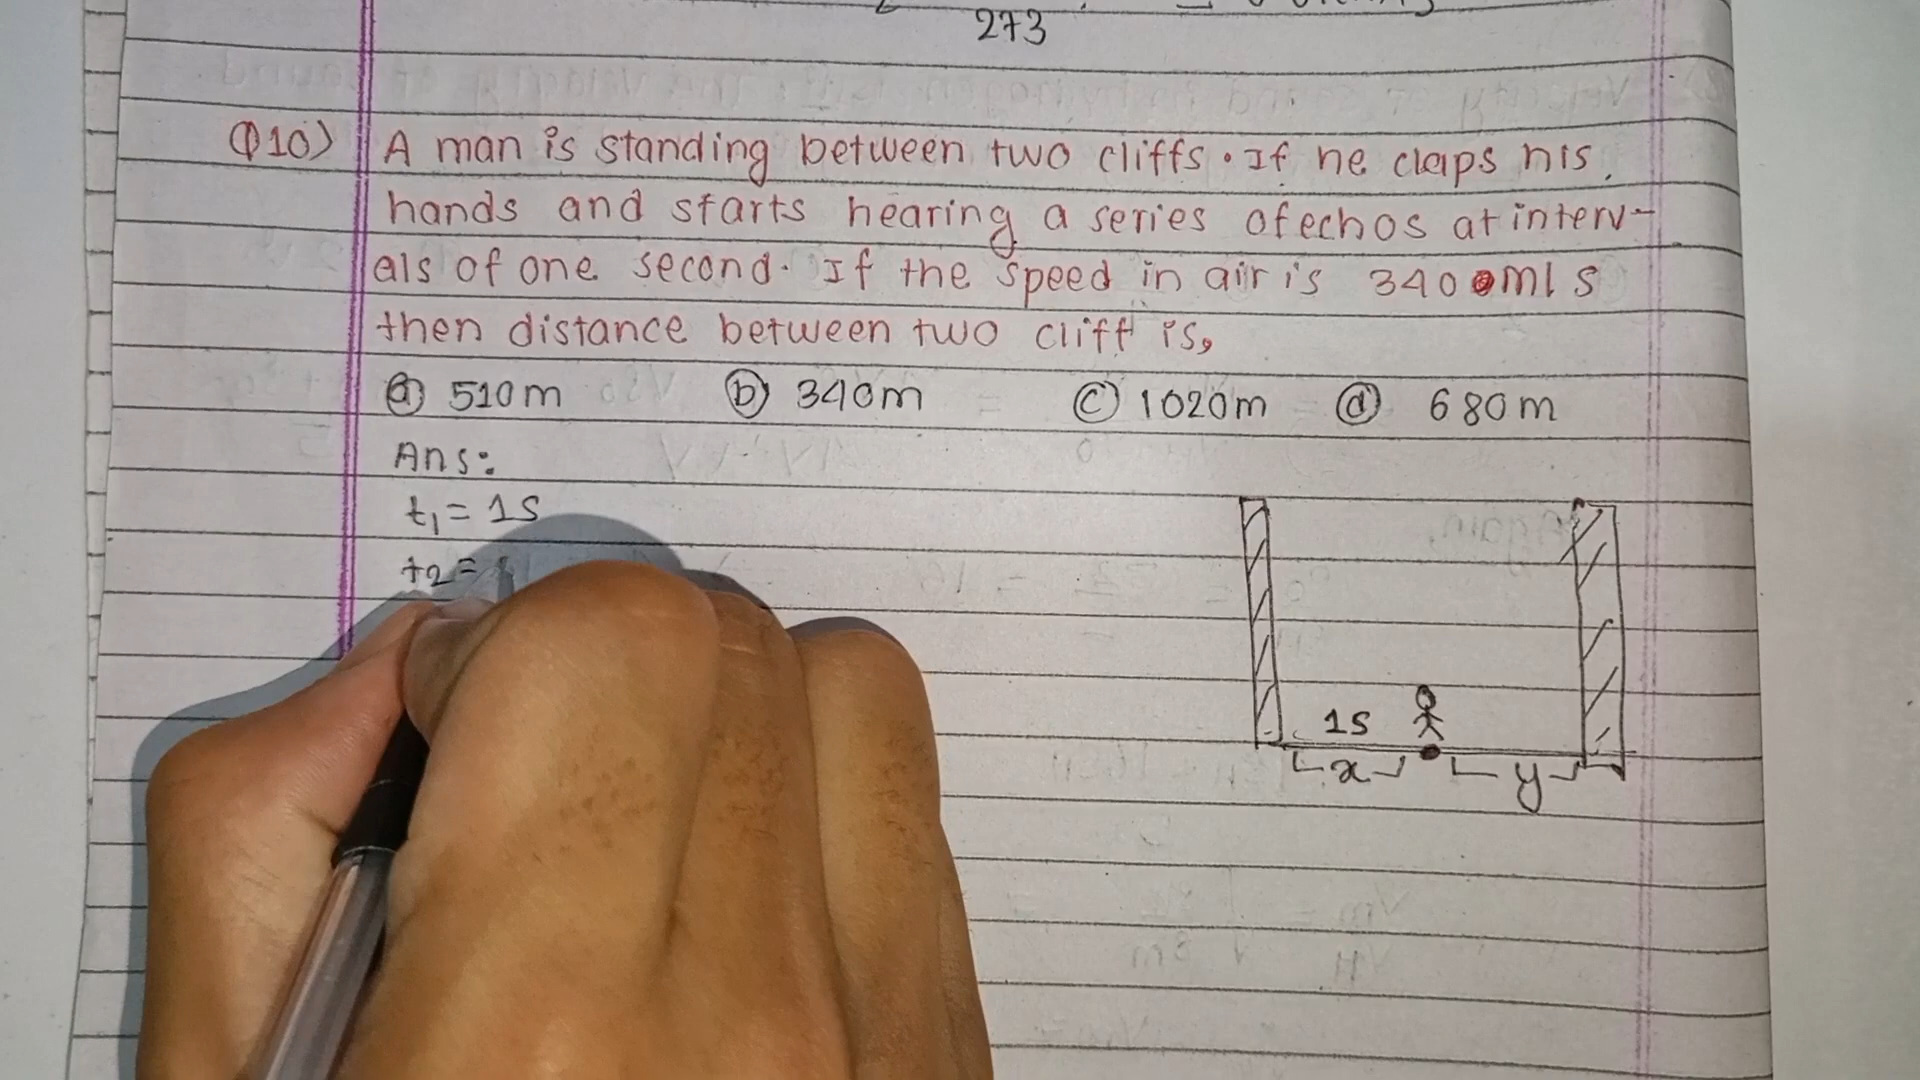 273
Q10) A man is standing between two cliffs. If he claps his
hands and starts hearing a series of echos at interv-
als of one second. If the speed in air is 340 m/s
then distance between two cliff is,
(a) 510m (b) 340m (c) 1020m (d) 680m
Ans:
t₁ = 1s
t₂ =
1s
x y